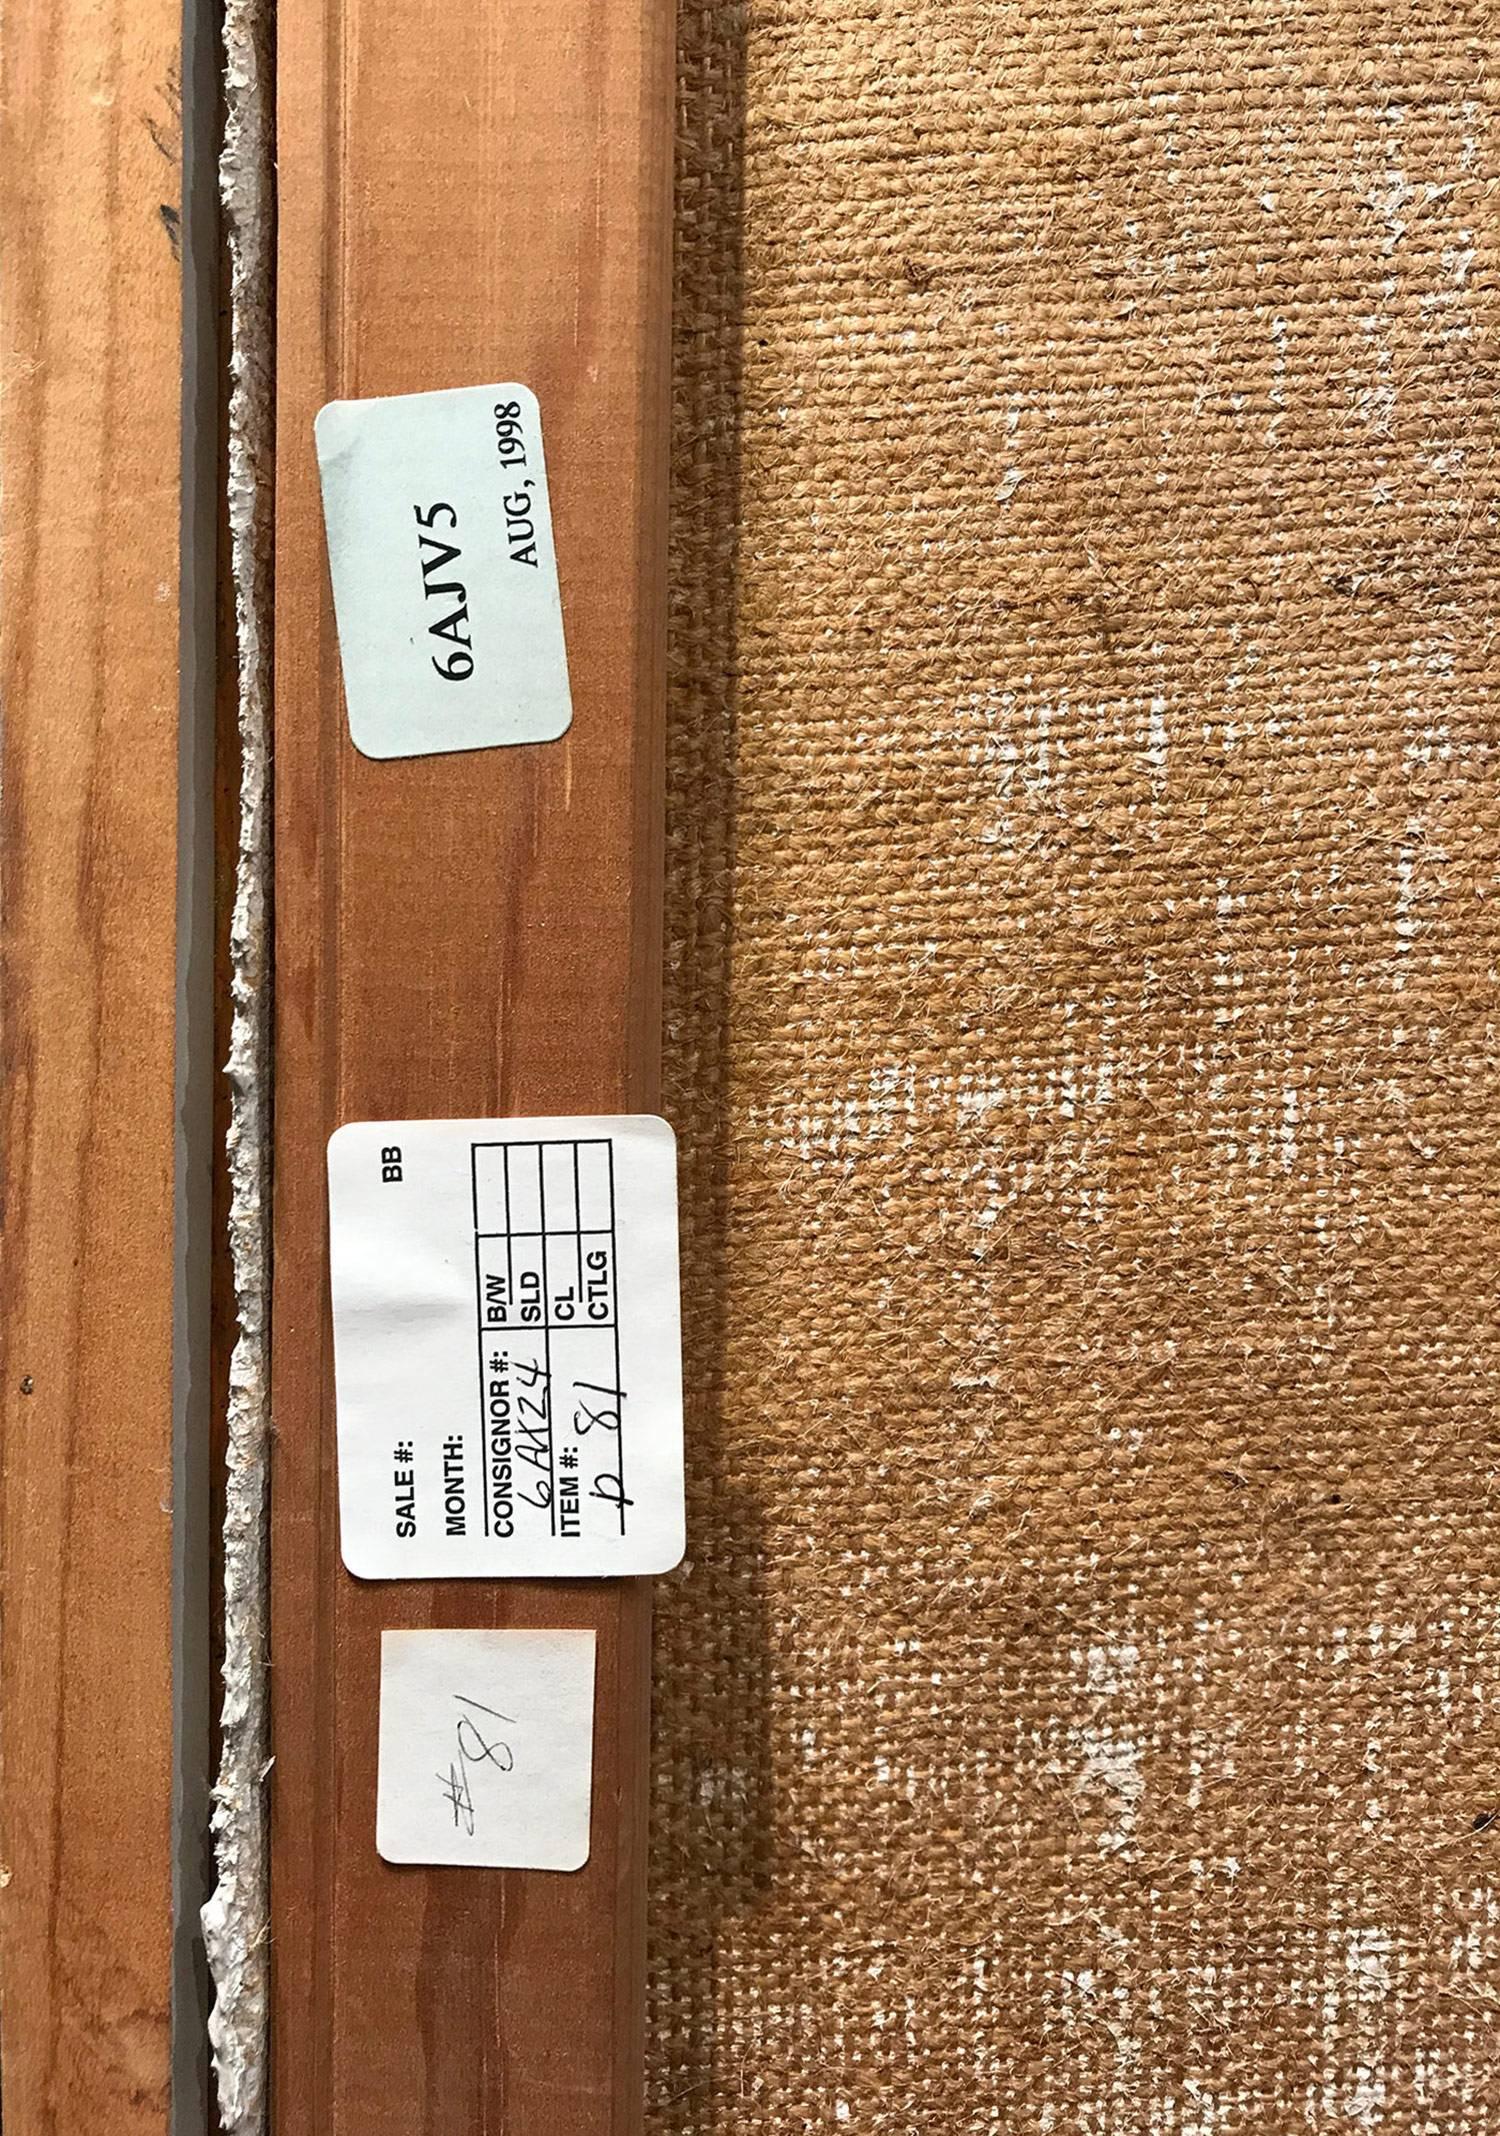 6AJV5
AUG, 1998
BB
SALE #:
MONTH:
CONSIGNOR #: B/W
6AK24 SLD
ITEM #: CL
p 81 CTLG
#81